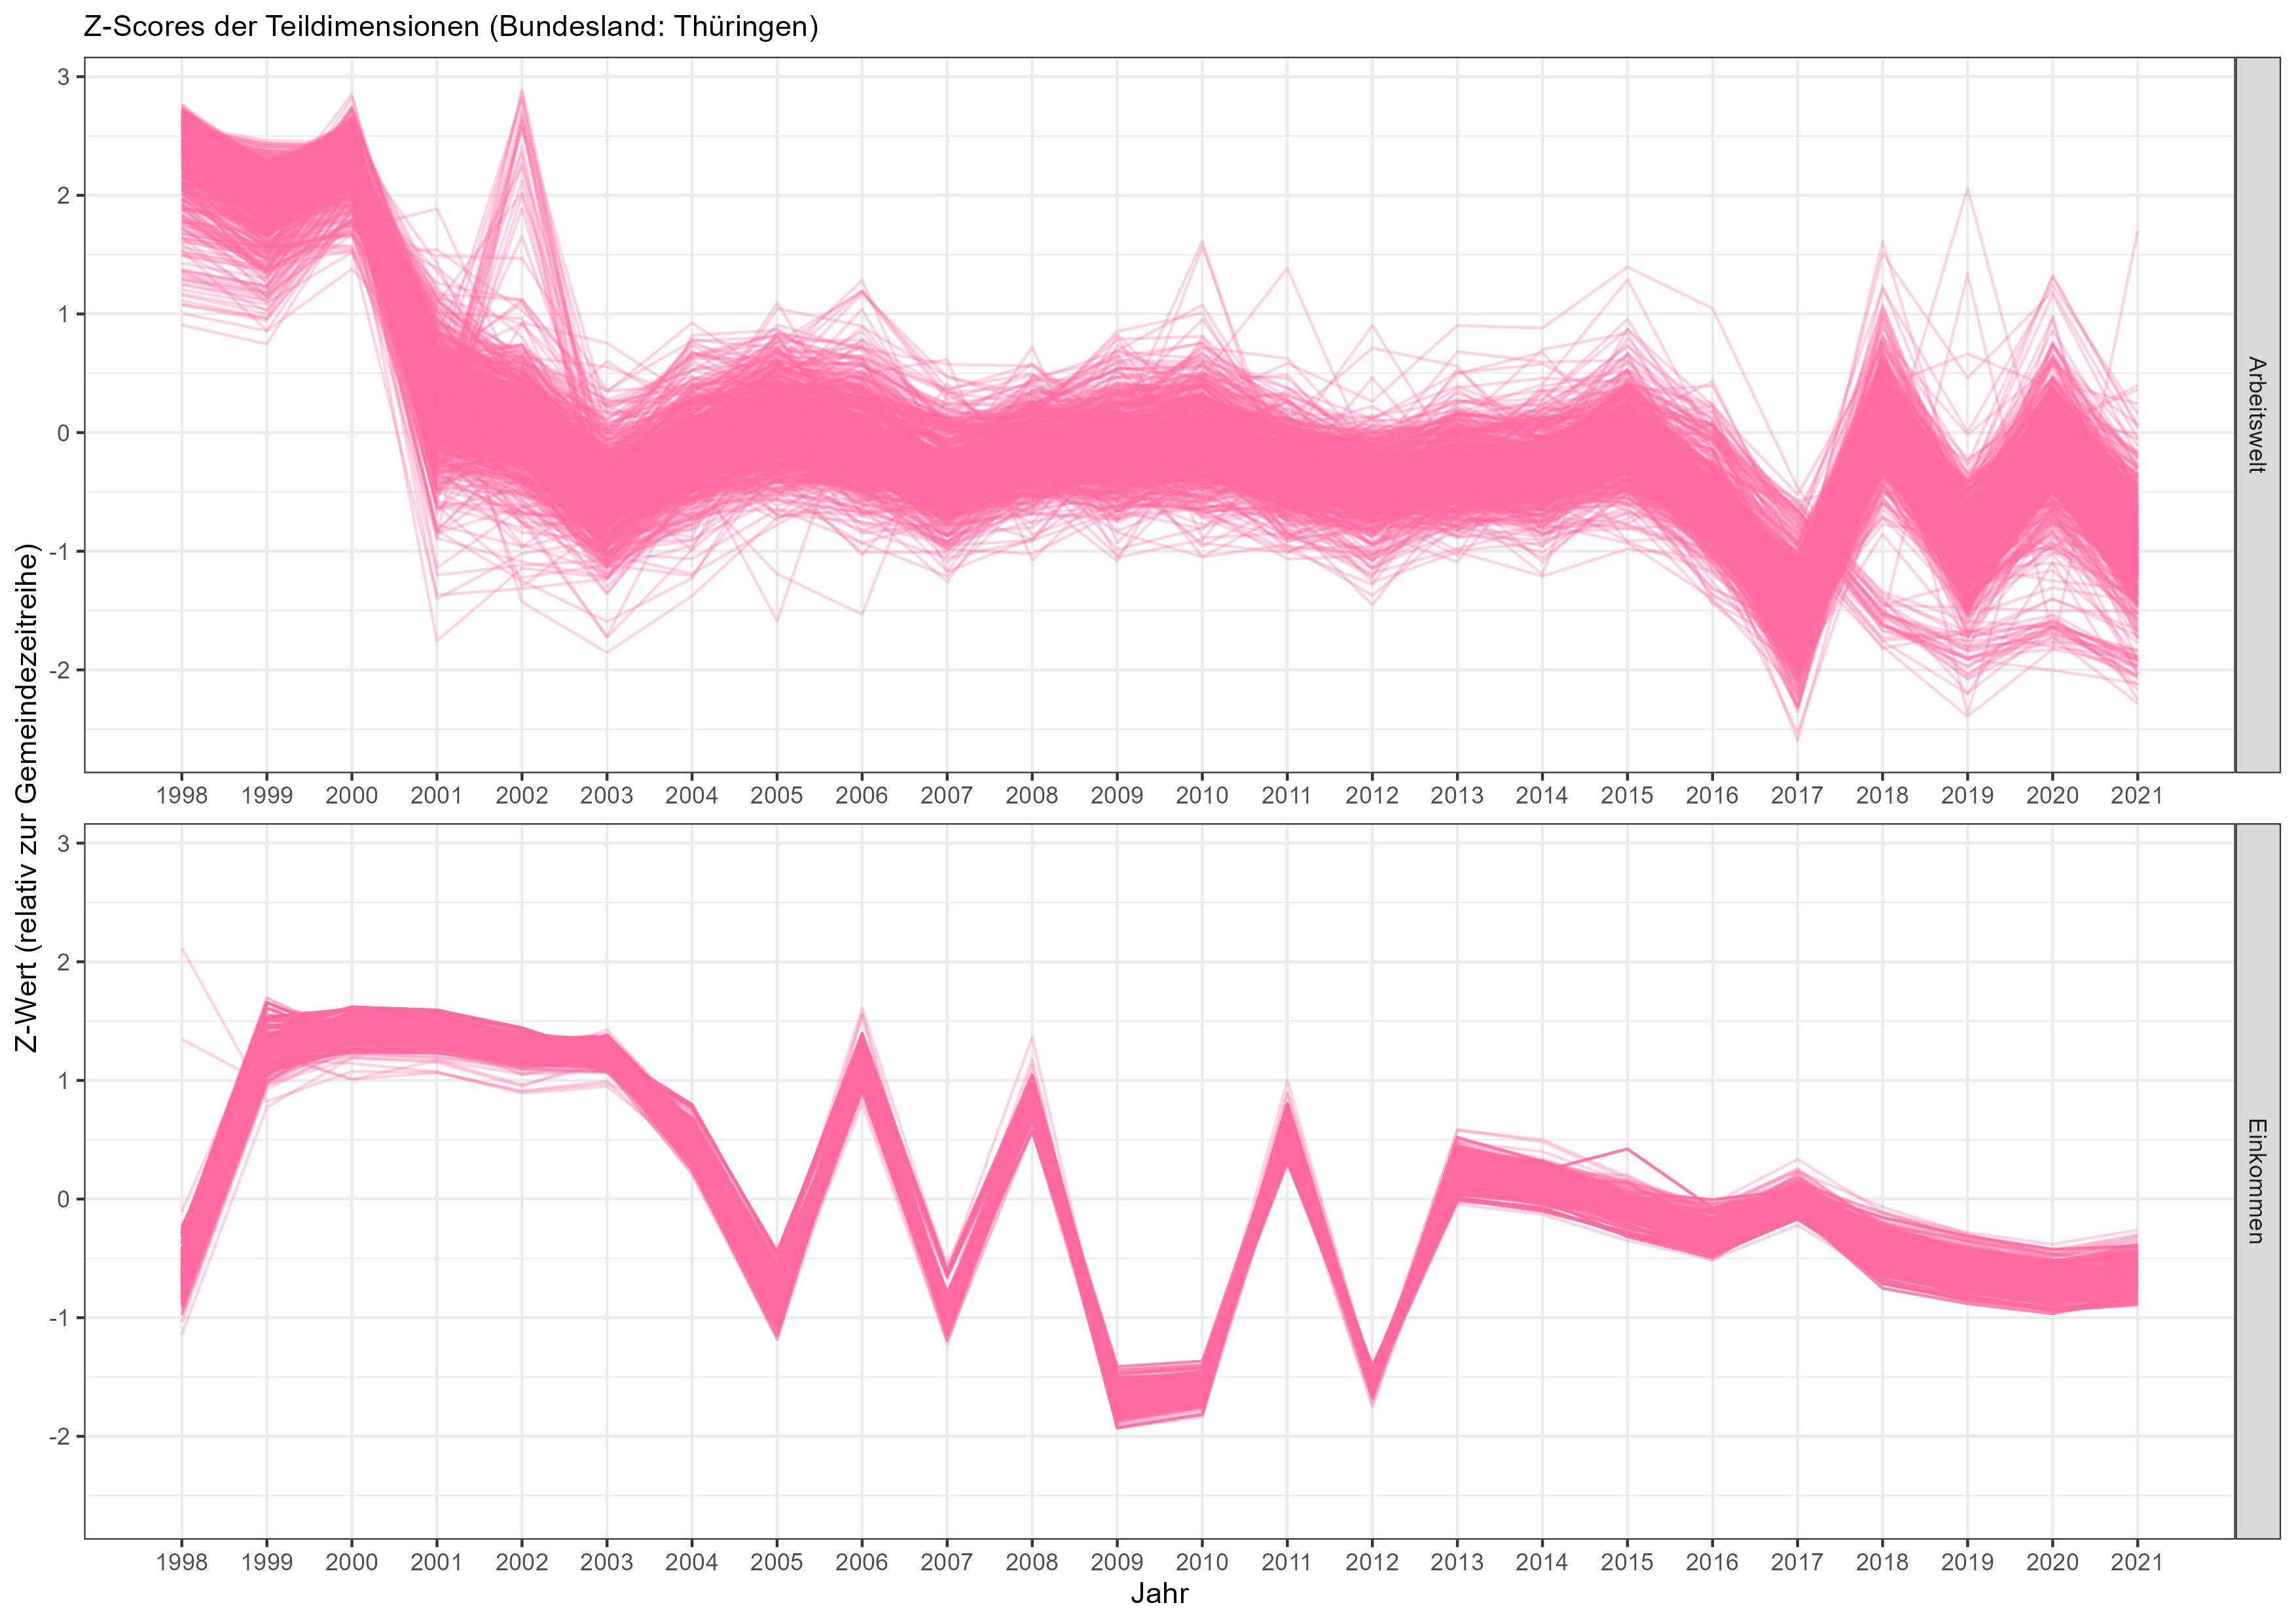 Z-Scores der Teildimensionen (Bundesland: Thüringen)
Z-Wert (relativ zur Gemeindezeitreihe)
3
2
1
0
-1
-2
Arbeitswelt
1998 1999 2000 2001 2002 2003 2004 2005 2006 2007 2008 2009 2010 2011 2012 2013 2014 2015 2016 2017 2018 2019 2020 2021
3
2
1
0
-1
-2
Einkommen
1998 1999 2000 2001 2002 2003 2004 2005 2006 2007 2008 2009 2010 2011 2012 2013 2014 2015 2016 2017 2018 2019 2020 2021
Jahr